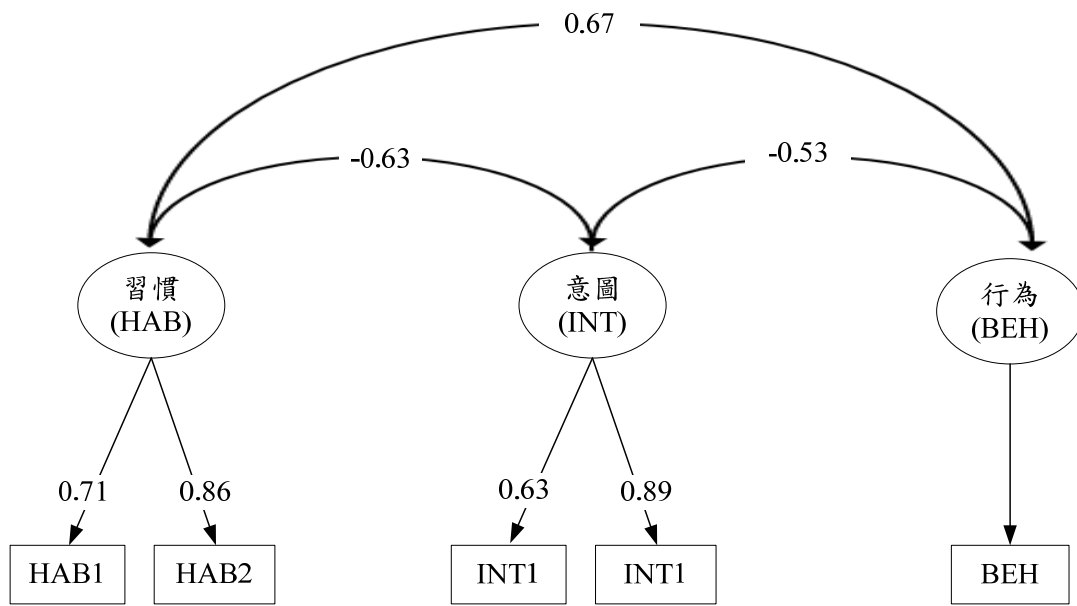 0.67
-0.63
-0.53
習慣
(HAB)
意圖
(INT)
行為
(BEH)
0.71
0.86
0.63
0.89
HAB1
HAB2
INT1
INT1
BEH